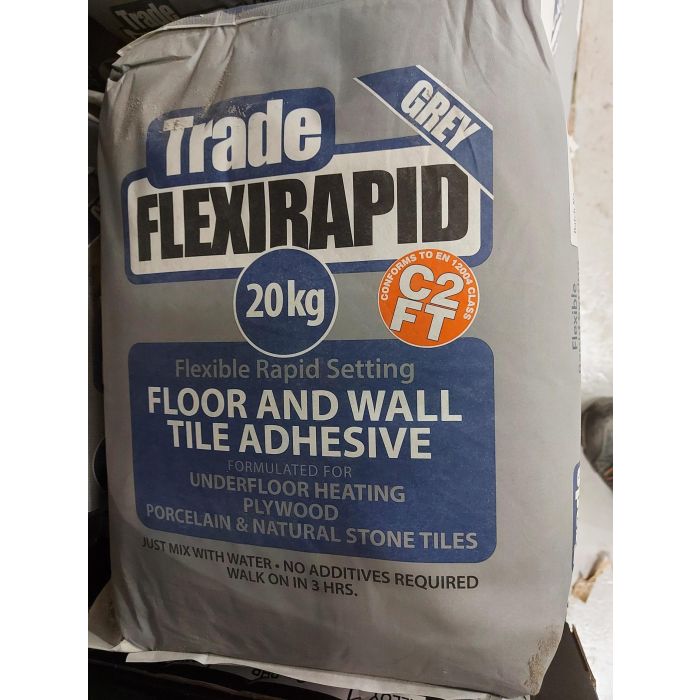 Trade
GREY
FLEXIRAPID
20kg
CONFORMS TO EN 12004 CLASS
C2
FT
Flexible Rapid Setting
FLOOR AND WALL
TILE ADHESIVE
FORMULATED FOR
UNDERFLOOR HEATING
PLYWOOD
PORCELAIN & NATURAL STONE TILES
JUST MIX WITH WATER • NO ADDITIVES REQUIRED
WALK ON IN 3 HRS.
Flexible
Trade